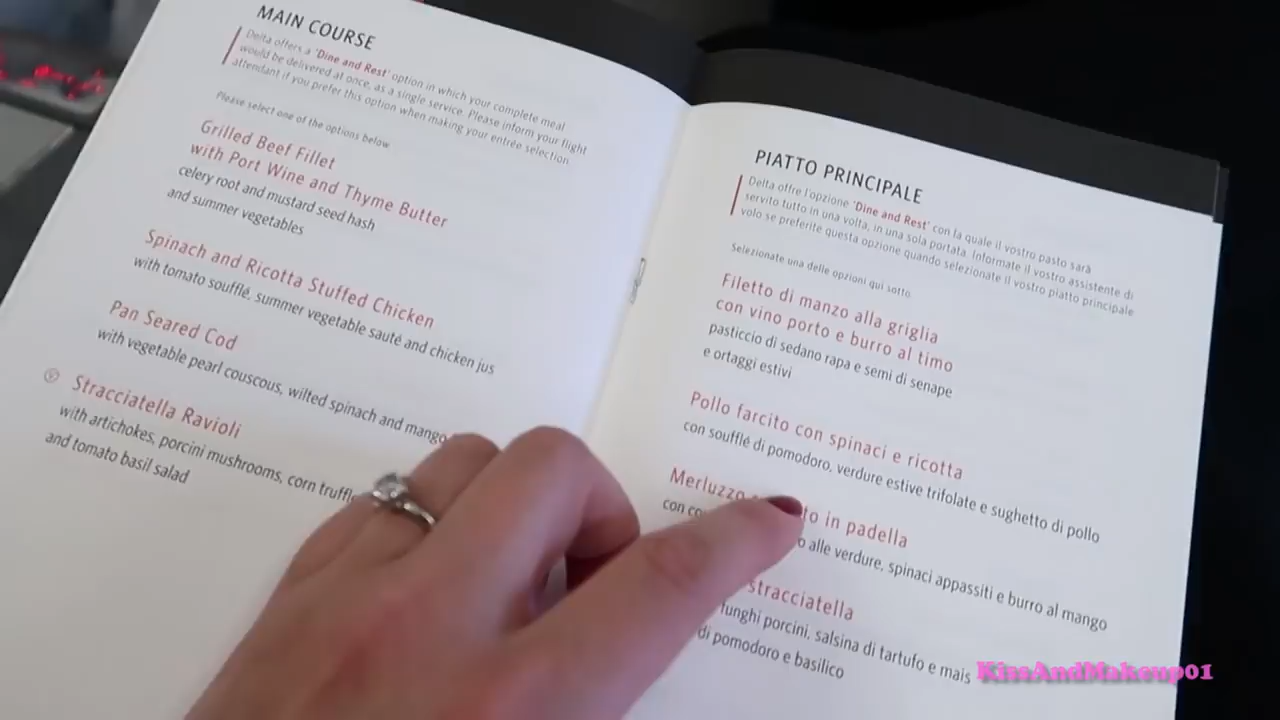 MAIN COURSE
Delta offers a 'Dine and Rest' option in which your complete meal
would be delivered at once, as a single service. Please inform your flight
attendant if you prefer this option when making your entrée selection.
Please select one of the options below
Grilled Beef Fillet
with Port Wine and Thyme Butter
celery root and mustard seed hash
and summer vegetables
Spinach and Ricotta Stuffed Chicken
with tomato soufflé, summer vegetable sauté and chicken jus
Pan Seared Cod
with vegetable pearl couscous, wilted spinach and mango
Stracciatella Ravioli
with artichokes, porcini mushrooms, corn truffle
and tomato basil salad
PIATTO PRINCIPALE
Delta offre l'opzione 'Dine and Rest' con la quale il vostro pasto sarà
servito tutto in una volta, in una sola portata. Informate il vostro assistente di
volo se preferite questa opzione quando selezionate il vostro piatto principale
Selezionate una delle opzioni qui sotto
Filetto di manzo alla griglia
con vino porto e burro al timo
pasticcio di sedano rapa e semi di senape
e ortaggi estivi
Pollo farcito con spinaci e ricotta
con soufflé di pomodoro, verdure estive trifolate e sughetto di pollo
Merluzzo in padella
con alle verdure, spinaci appassiti e burro al mango
stracciatella
funghi porcini, salsina di tartufo e mais
di pomodoro e basilico
KissAndMakeup01